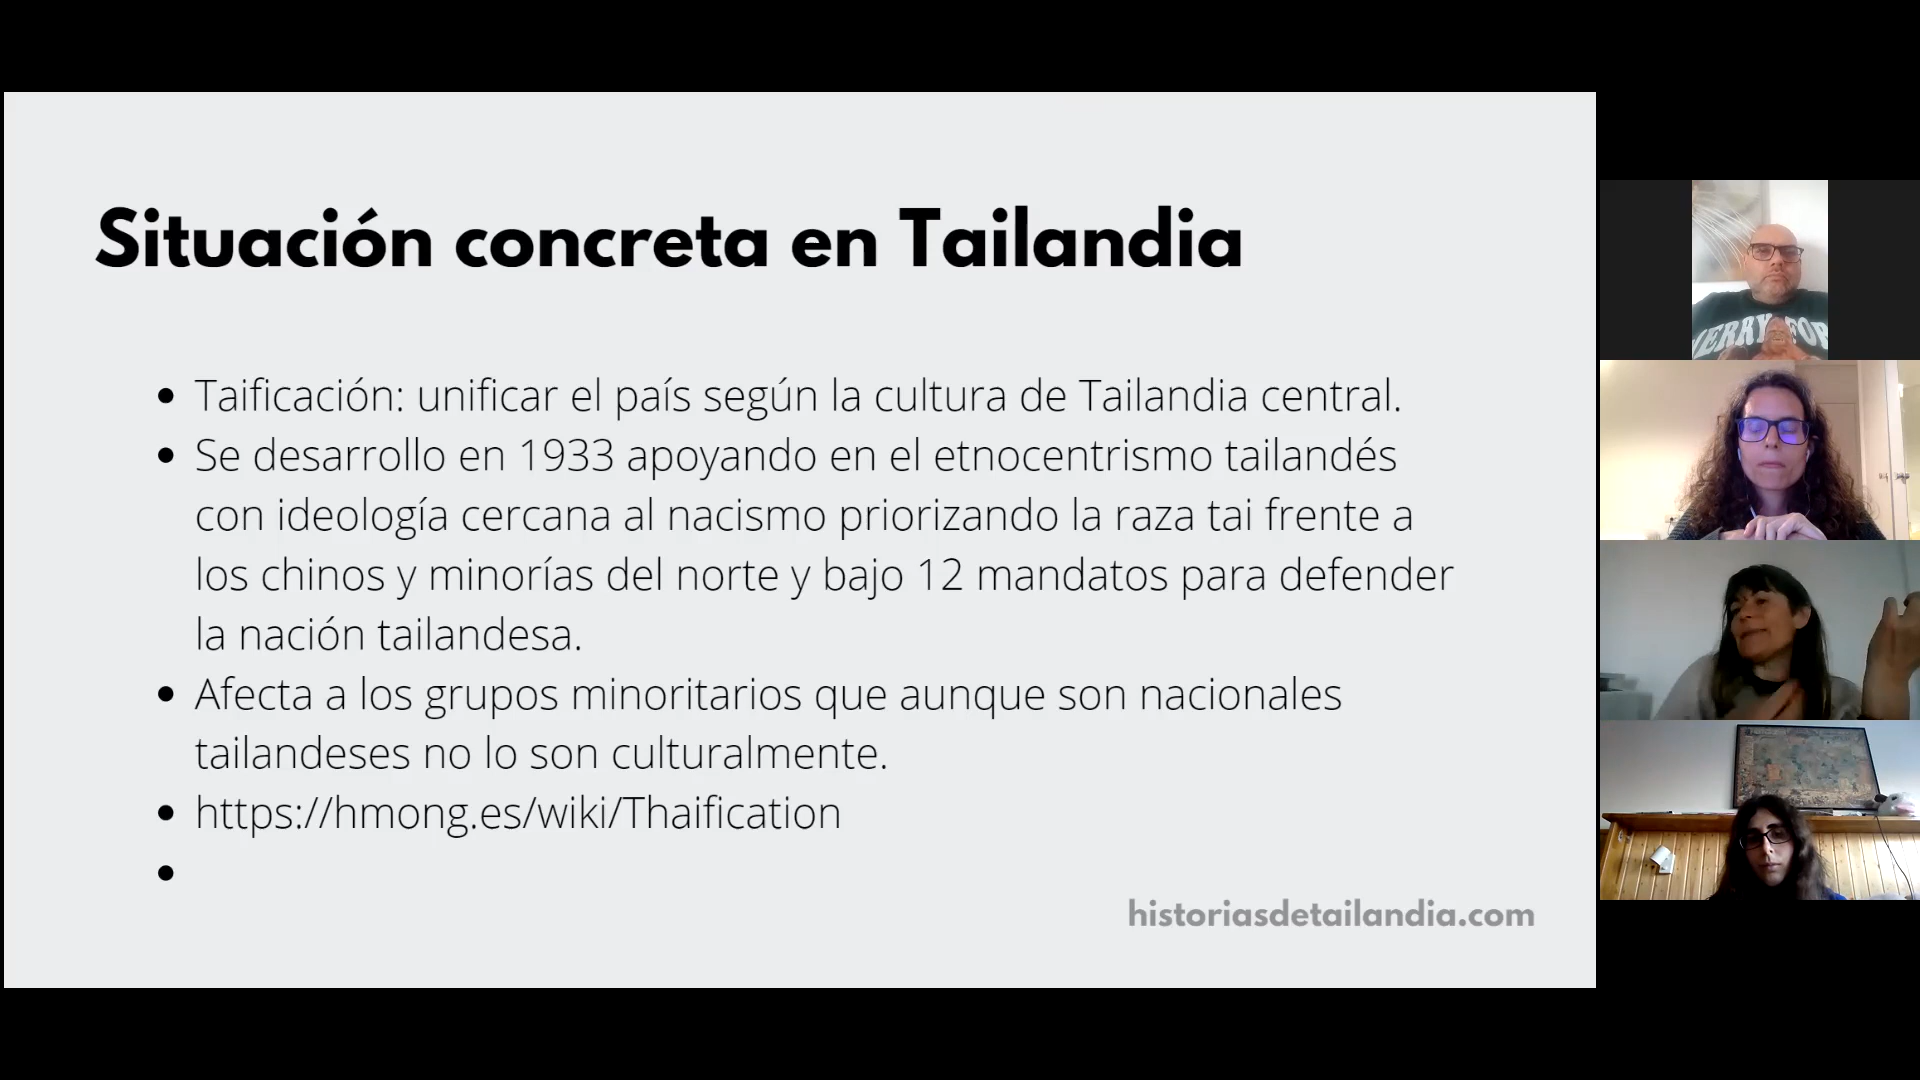 Situación concreta en Tailandia
Taificación: unificar el país según la cultura de Tailandia central.
Se desarrollo en 1933 apoyando en el etnocentrismo tailandés
con ideología cercana al nacismo priorizando la raza tai frente a
los chinos y minorías del norte y bajo 12 mandatos para defender
la nación tailandesa.
Afecta a los grupos minoritarios que aunque son nacionales
tailandeses no lo son culturalmente.
https://hmong.es/wiki/Thaification
historiasdetailandia.com